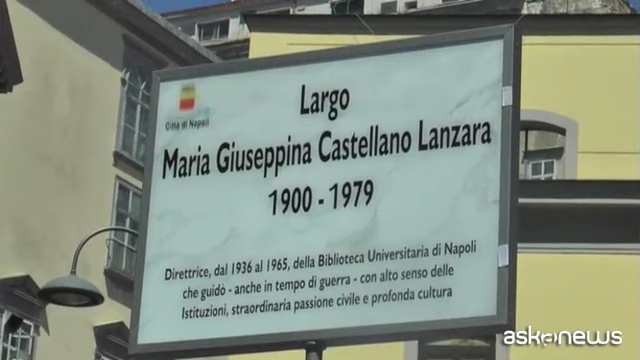 Città di Napoli
Largo
Maria Giuseppina Castellano Lanzara
1900 - 1979
Direttrice, dal 1936 al 1965, della Biblioteca Universitaria di Napoli
che guidò - anche in tempo di guerra - con alto senso delle
Istituzioni, straordinaria passione civile e profonda cultura
askanews